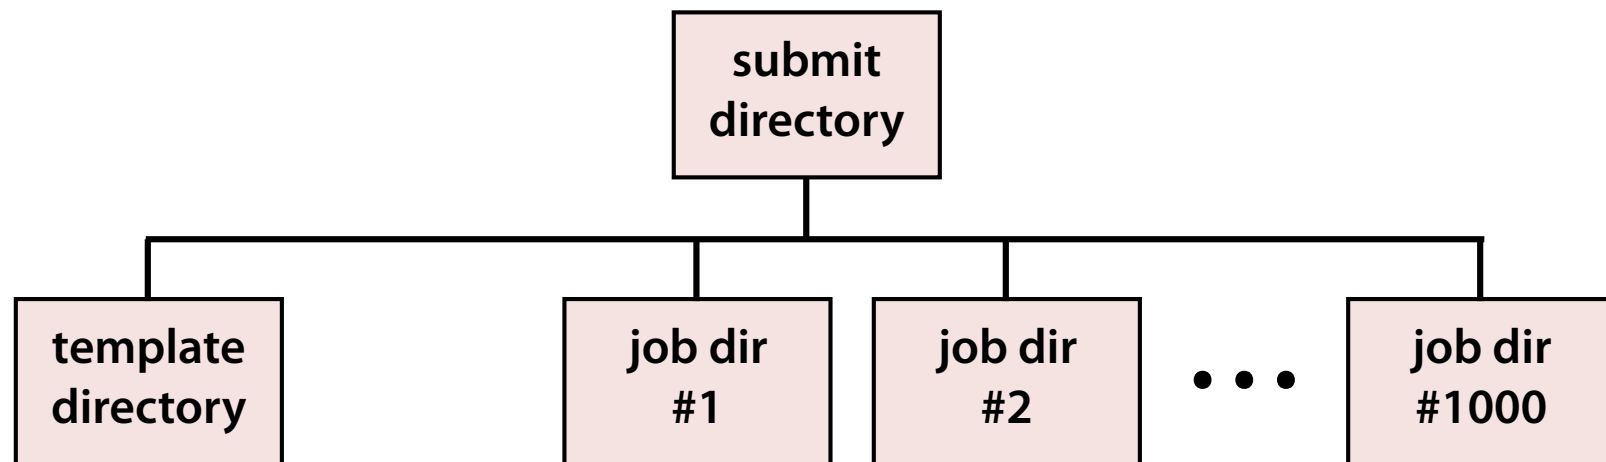 submit
directory
template
directory
job dir
#1
job dir
#2
• • •
job dir
#1000